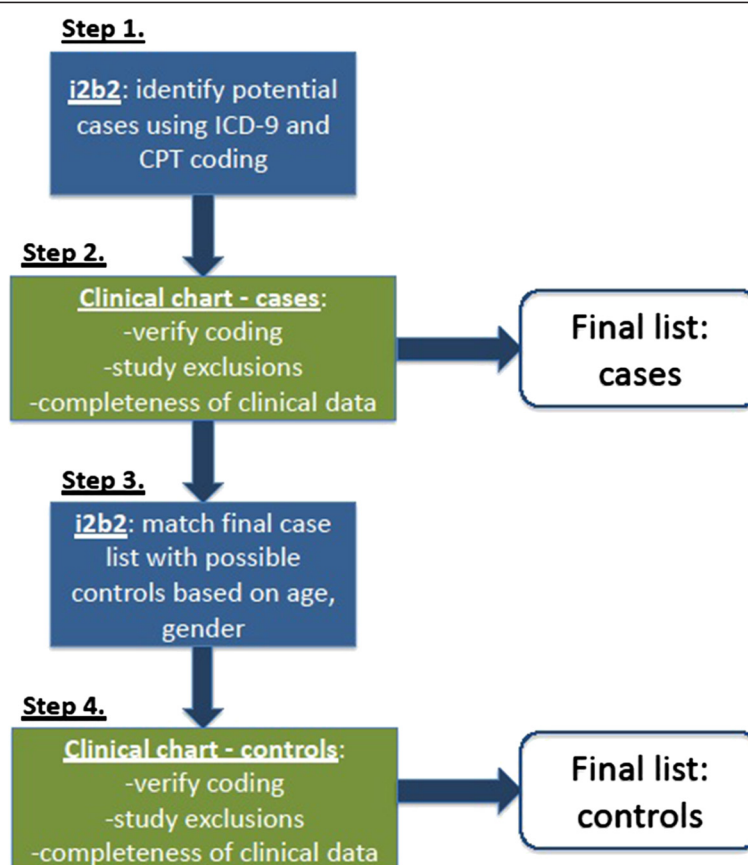 Step 1.
i2b2: identify potential
cases using ICD-9 and
CPT coding
Step 2.
Clinical chart - cases:
-verify coding
-study exclusions
-completeness of clinical data
Final list:
cases
Step 3.
i2b2: match final case
list with possible
controls based on age,
gender
Step 4.
Clinical chart - controls:
-verify coding
-study exclusions
-completeness of clinical data
Final list:
controls